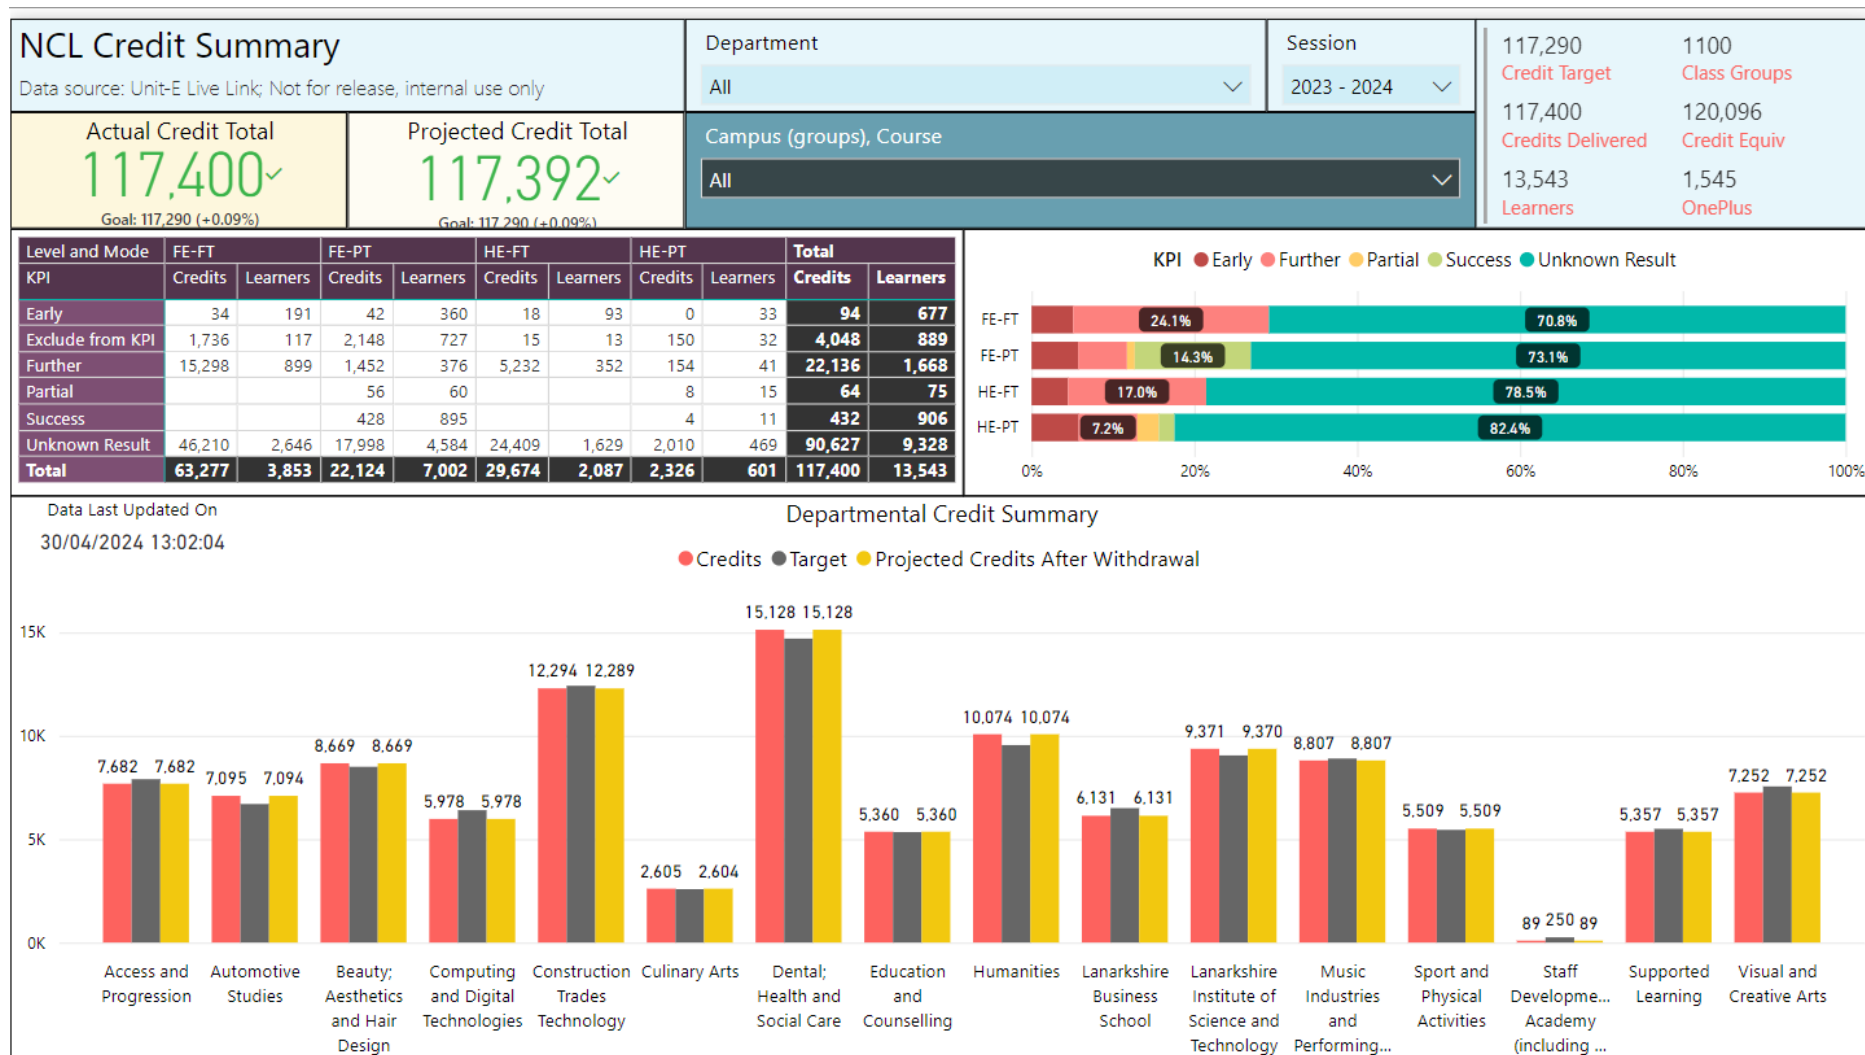 NCL Credit Summary
Data source: Unit-E Live Link; Not for release, internal use only
Department
All
Session
2023 - 2024
117,290 1100
Credit Target Class Groups
117,400 120,096
Credits Delivered Credit Equiv
13,543 1,545
Learners OnePlus
Actual Credit Total
117,400
Goal: 117,290 (+0.09%)
Projected Credit Total
117,392
Goal: 117,290 (+0.09%)
Campus (groups), Course
All
Level and Mode FE-FT FE-PT HE-FT HE-PT Total
KPI Credits Learners Credits Learners Credits Learners Credits Learners Credits Learners
Early 34 191 42 360 18 93 0 33 94 677
Exclude from KPI 1,736 117 2,148 727 15 13 150 32 4,048 889
Further 15,298 899 1,452 376 5,232 352 154 41 22,136 1,668
Partial 56 60 8 15 64 75
Success 428 895 4 11 432 906
Unknown Result 46,210 2,646 17,998 4,584 24,409 1,629 2,010 469 90,627 9,328
Total 63,277 3,853 22,124 7,002 29,674 2,087 2,326 601 117,400 13,543
KPI Early Further Partial Success Unknown Result
FE-FT 24.1% 70.8%
FE-PT 14.3% 73.1%
HE-FT 17.0% 78.5%
HE-PT 7.2% 82.4%
0% 20% 40% 60% 80% 100%
Data Last Updated On
30/04/2024 13:02:04
Departmental Credit Summary
Credits Target Projected Credits After Withdrawal
15K
10K
5K
0K
7,682 7,682
7,095 7,094
8,669 8,669
5,978 5,978
12,294 12,289
2,605 2,604
15,128 15,128
5,360 5,360
10,074 10,074
6,131 6,131
9,371 9,370
8,807 8,807
5,509 5,509
89 250 89
5,357 5,357
7,252 7,252
Access and
Progression
Automotive
Studies
Beauty;
Aesthetics
and Hair
Design
Computing
and Digital
Technologies
Construction
Trades
Technology
Culinary Arts
Dental;
Health and
Social Care
Education
and
Counselling
Humanities
Lanarkshire
Business
School
Lanarkshire
Institute of
Science and
Technology
Music
Industries
and
Performing...
Sport and
Physical
Activities
Staff
Developme...
Academy
(including ...
Supported
Learning
Visual and
Creative Arts